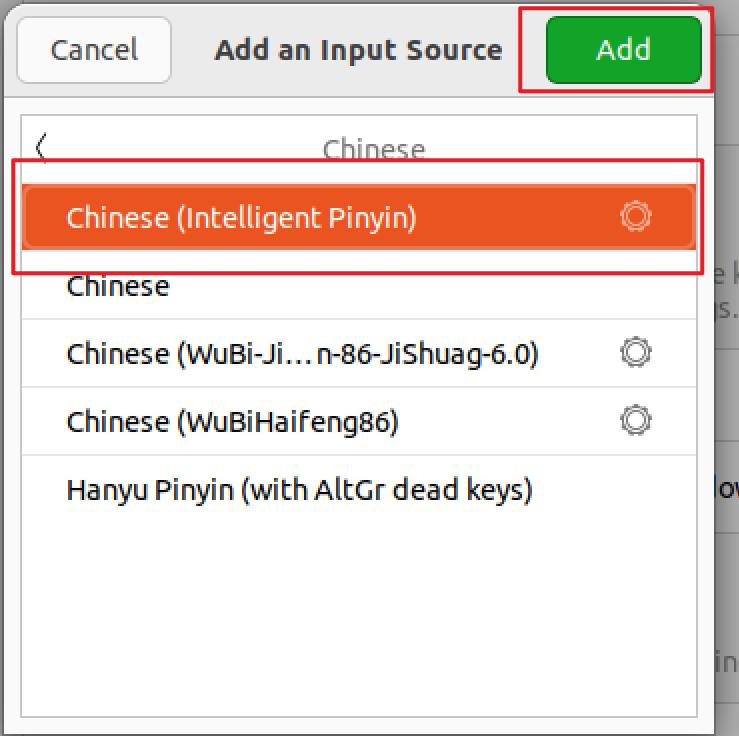 Cancel Add an Input Source Add
Chinese
Chinese (Intelligent Pinyin)
Chinese
Chinese (WuBi-Ji...n-86-JiShuag-6.0)
Chinese (WuBiHaifeng86)
Hanyu Pinyin (with AltGr dead keys)